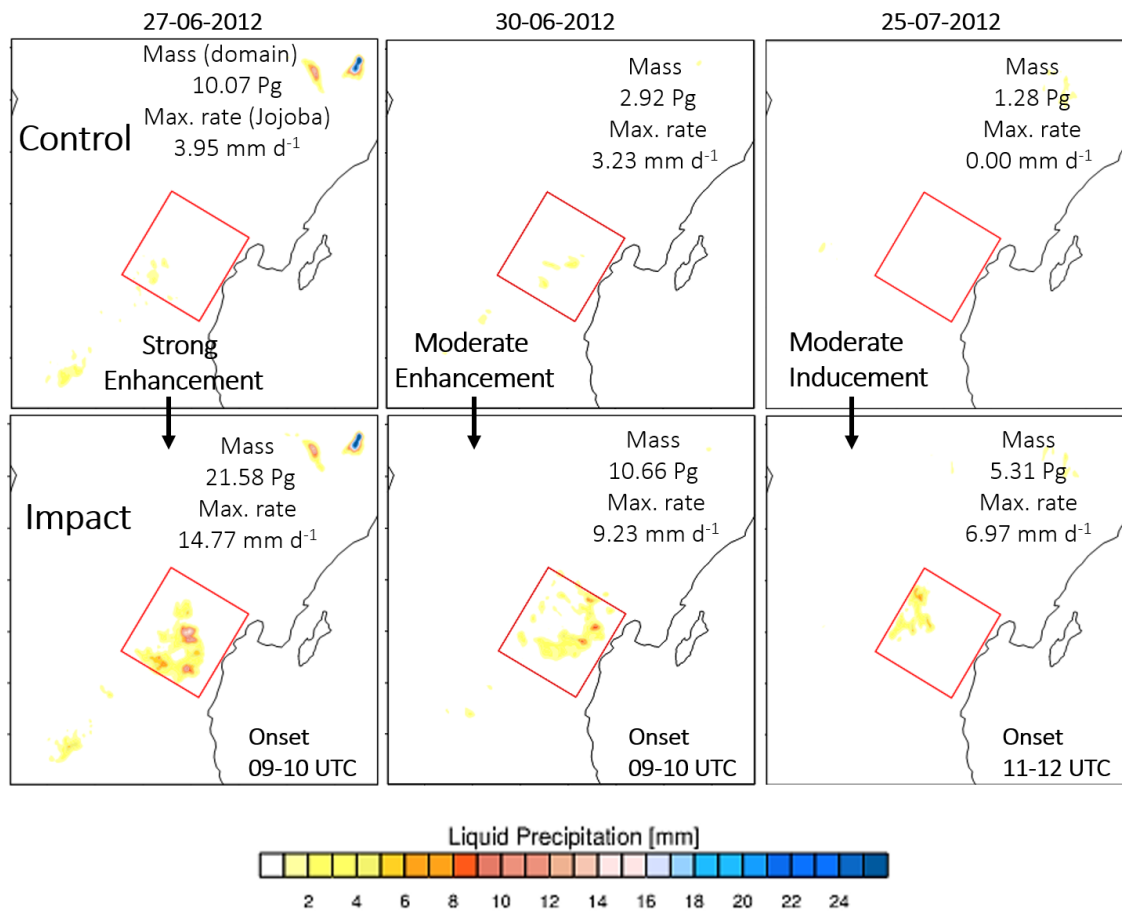 27-06-2012
30-06-2012
25-07-2012
Control
Mass (domain)
10.07 Pg
Max. rate (Jojoba)
3.95 mm d⁻¹
Mass
2.92 Pg
Max. rate
3.23 mm d⁻¹
Mass
1.28 Pg
Max. rate
0.00 mm d⁻¹
Strong
Enhancement
Moderate
Enhancement
Moderate
Inducement
Impact
Mass
21.58 Pg
Max. rate
14.77 mm d⁻¹
Onset
09-10 UTC
Mass
10.66 Pg
Max. rate
9.23 mm d⁻¹
Onset
09-10 UTC
Mass
5.31 Pg
Max. rate
6.97 mm d⁻¹
Onset
11-12 UTC
Liquid Precipitation [mm]
2 4 6 8 10 12 14 16 18 20 22 24